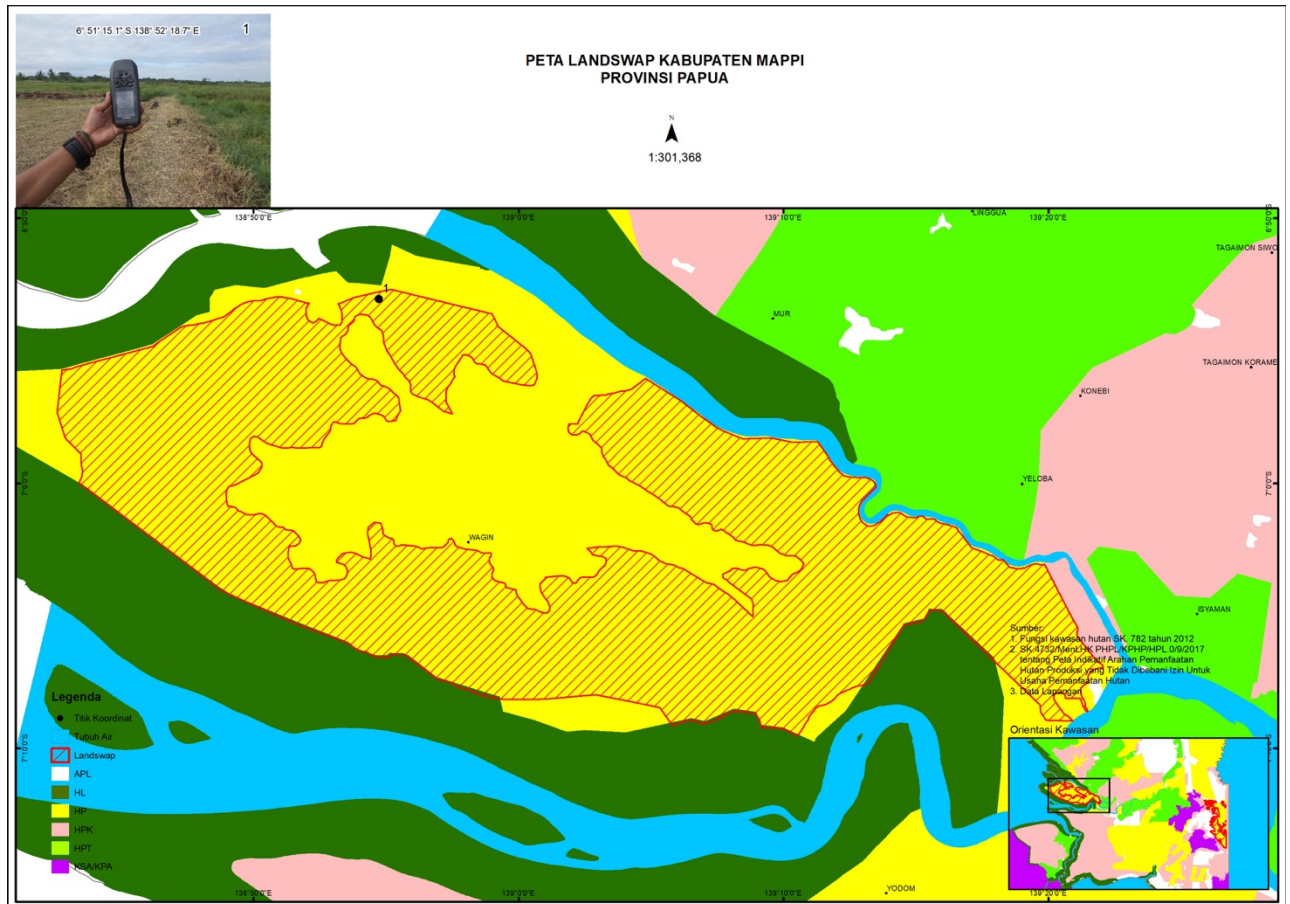 6° 51' 15.1" S 138° 52' 18.7" E
1
PETA LANDSWAP KABUPATEN MAPPI
PROVINSI PAPUA
N
1:301,368
138°50'0"E
139°0'0"E
139°10'0"E
139°20'0"E
6°50'0"S
6°50'0"S
LINGGUA
TAGAIMON SIWO
1
MUR
TAGAIMON KORAME
KONEBI
7°0'0"S
YELOBA
7°0'0"S
WAGIN
ISYAMAN
Sumber:
1. Fungsi kawasan hutan SK. 782 tahun 2012
2. SK 4732/MenLHK PHPL/KPHP/HPL.0/9/2017
tentang Peta Indikatif Arahan Pemanfaatan
Hutan Produksi yang Tidak Dibebani Izin Untuk
Usaha Pemanfaatan Hutan
3. Data Lapangan
Legenda
Titik Koordinat
Tubuh Air
Landswap
APL
HL
HP
HPK
HPT
KSA/KPA
7°10'0"S
Orientasi Kawasan
YODOM
138°50'0"E
139°0'0"E
139°10'0"E
139°20'0"E